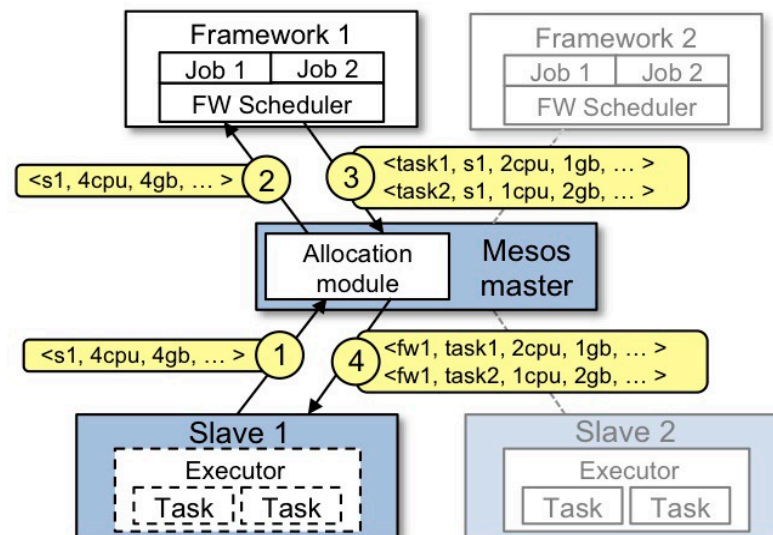 Framework 1
Job 1 Job 2
FW Scheduler
Framework 2
Job 1 Job 2
FW Scheduler
<s1, 4cpu, 4gb, ... >
2
3
<task1, s1, 2cpu, 1gb, ... >
<task2, s1, 1cpu, 2gb, ... >
Allocation
module
Mesos
master
<s1, 4cpu, 4gb, ... >
1
4
<fw1, task1, 2cpu, 1gb, ... >
<fw1, task2, 1cpu, 2gb, ... >
Slave 1
Executor
Task Task
Slave 2
Executor
Task Task